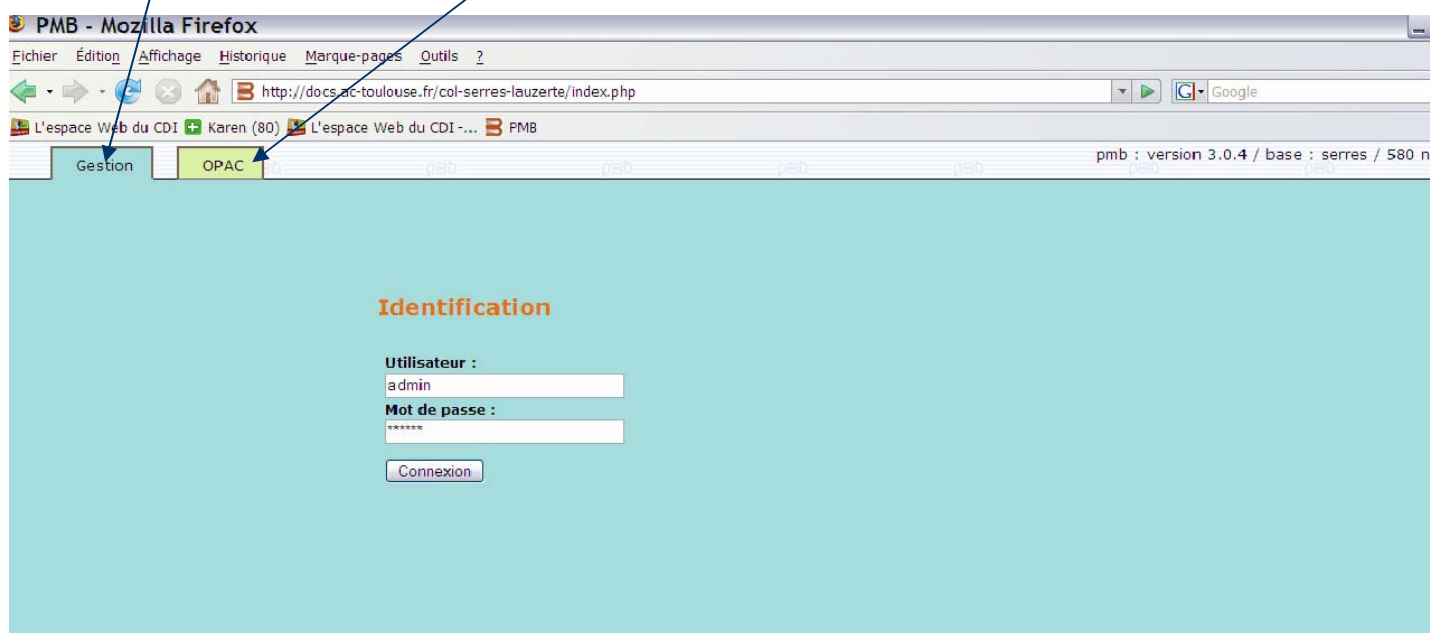 PMB - Mozilla Firefox
Fichier Édition Affichage Historique Marque-pages Outils ?
http://docs.ac-toulouse.fr/col-serres-lauzerte/index.php G Google
L'espace Web du CDI Karen (80) L'espace Web du CDI -... PMB
Gestion OPAC pmb : version 3.0.4 / base : serres / 580 n
Identification
Utilisateur :
admin
Mot de passe :
******
Connexion